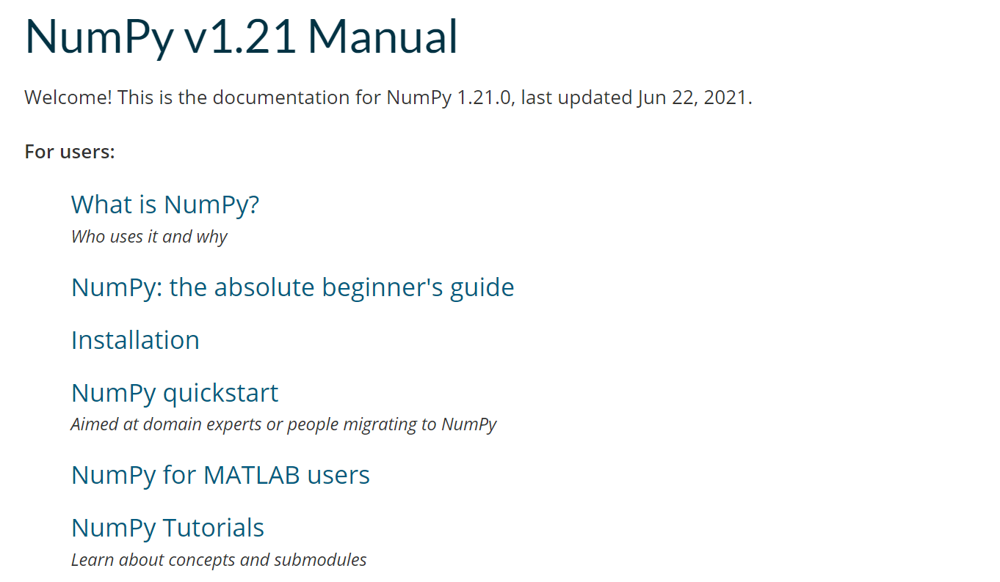 NumPy v1.21 Manual
Welcome! This is the documentation for NumPy 1.21.0, last updated Jun 22, 2021.
For users:
What is NumPy?
Who uses it and why
NumPy: the absolute beginner's guide
Installation
NumPy quickstart
Aimed at domain experts or people migrating to NumPy
NumPy for MATLAB users
NumPy Tutorials
Learn about concepts and submodules